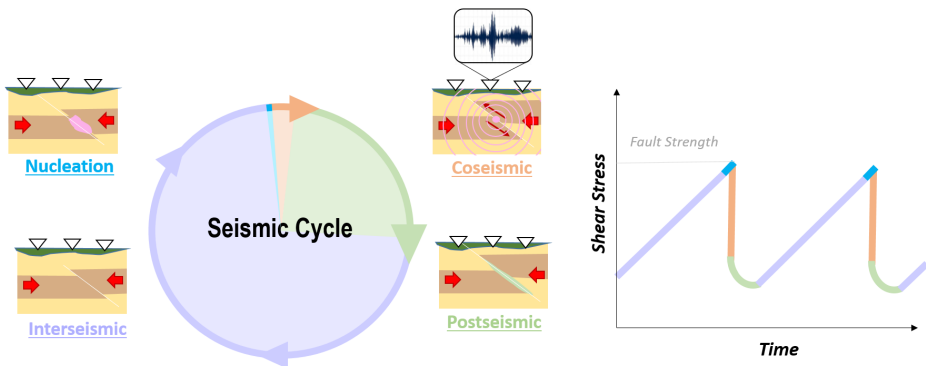 Nucleation
Interseismic
Seismic Cycle
Coseismic
Postseismic
Fault Strength
Shear Stress
Time